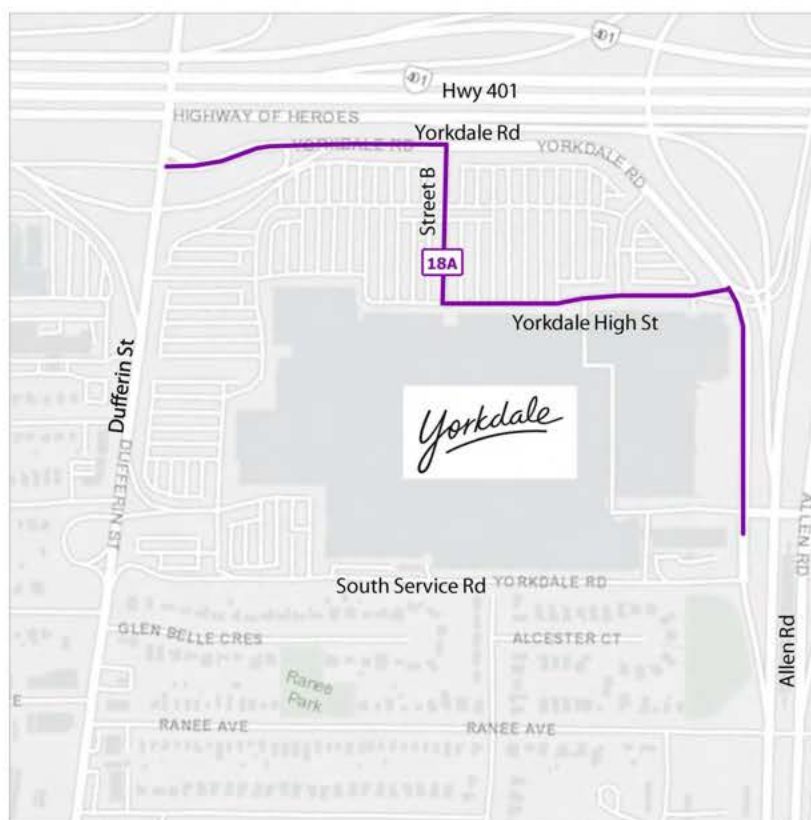 401
401
Hwy 401
HIGHWAY OF HEROES
Yorkdale Rd
YORKDALE RD
YORKDALE RD
Street B
18A
Yorkdale High St
Dufferin St
DUFFERIN ST
Yorkdale
ALLEN RD
South Service Rd
YORKDALE RD
GLEN BELLE CRES
ALCESTER CT
Ranee
Park
Allen Rd
E
RANEE AVE
RANEE AVE